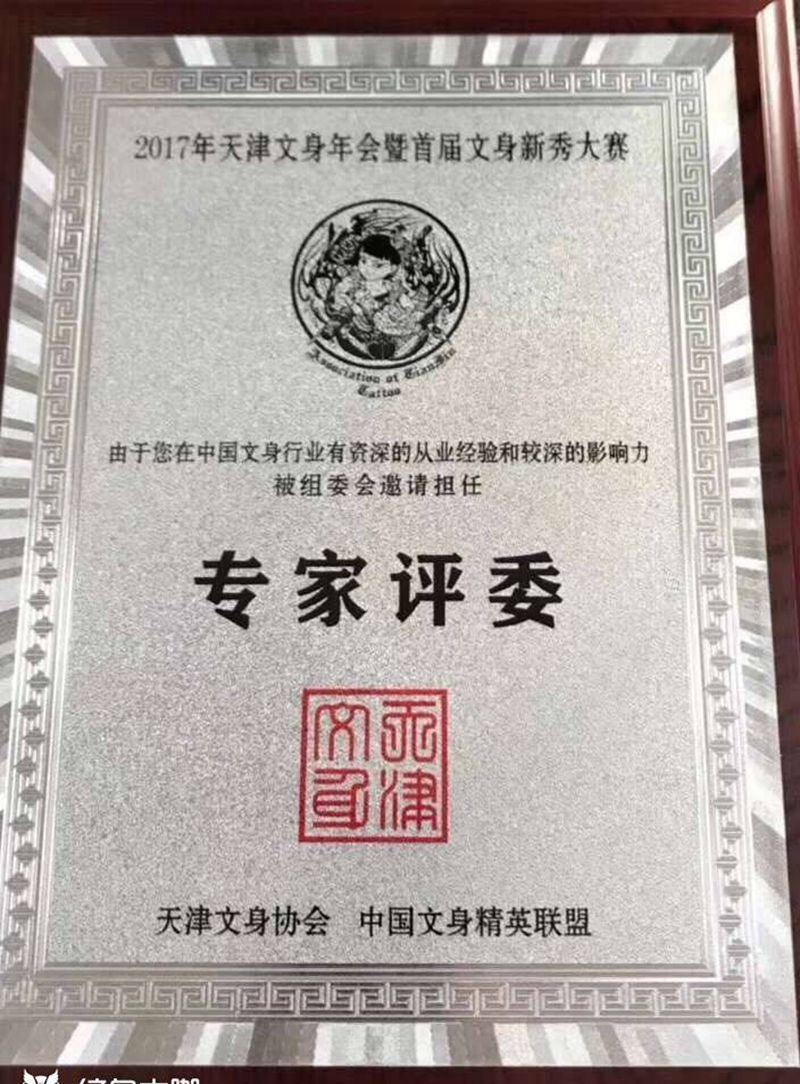 2017年天津文身年会暨首届文身新秀大赛
Association of TianJin
Tattoo
由于您在中国文身行业有资深的从业经验和较深的影响力
被组委会邀请担任
专家评委
天津
文身
天津文身协会 中国文身精英联盟